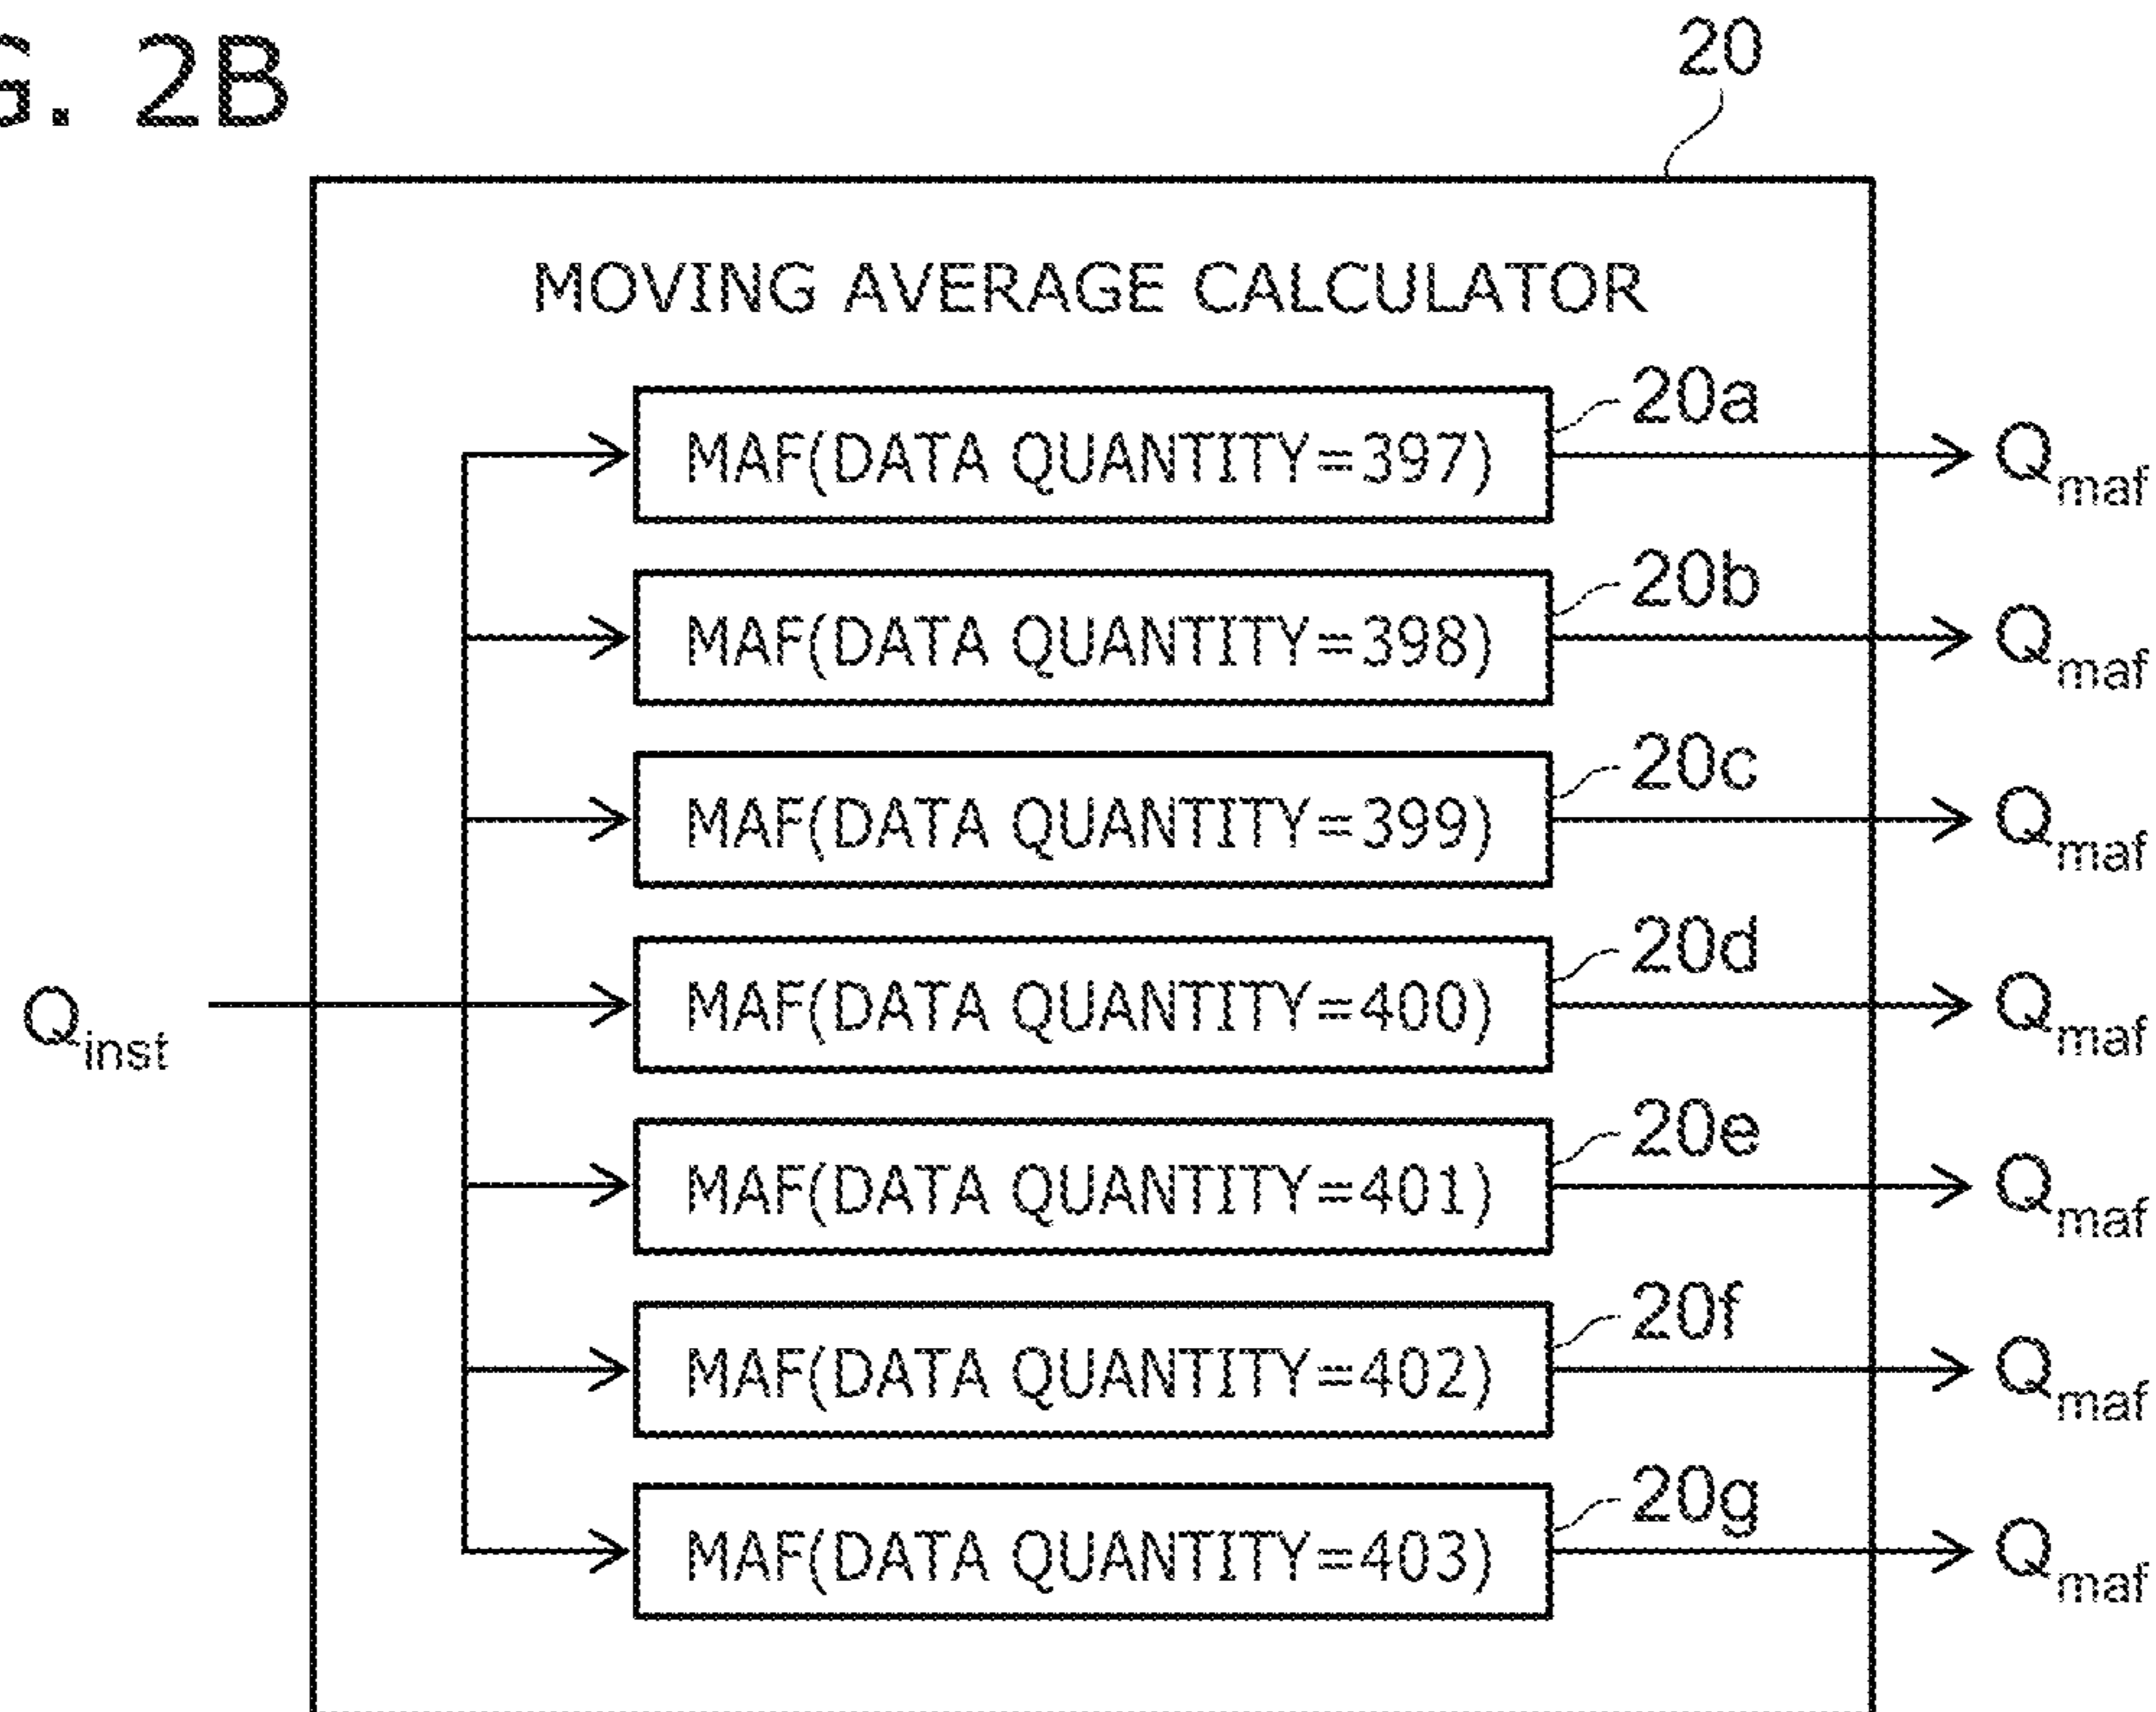 G. 2B
20
MOVING AVERAGE CALCULATOR
20a
MAF(DATA QUANTITY=397)
Qmaf
20b
MAF(DATA QUANTITY=398)
Qmaf
20c
MAF(DATA QUANTITY=399)
Qmaf
20d
Qinst
MAF(DATA QUANTITY=400)
Qmaf
20e
MAF(DATA QUANTITY=401)
Qmaf
20f
MAF(DATA QUANTITY=402)
Qmaf
20g
MAF(DATA QUANTITY=403)
Qmaf